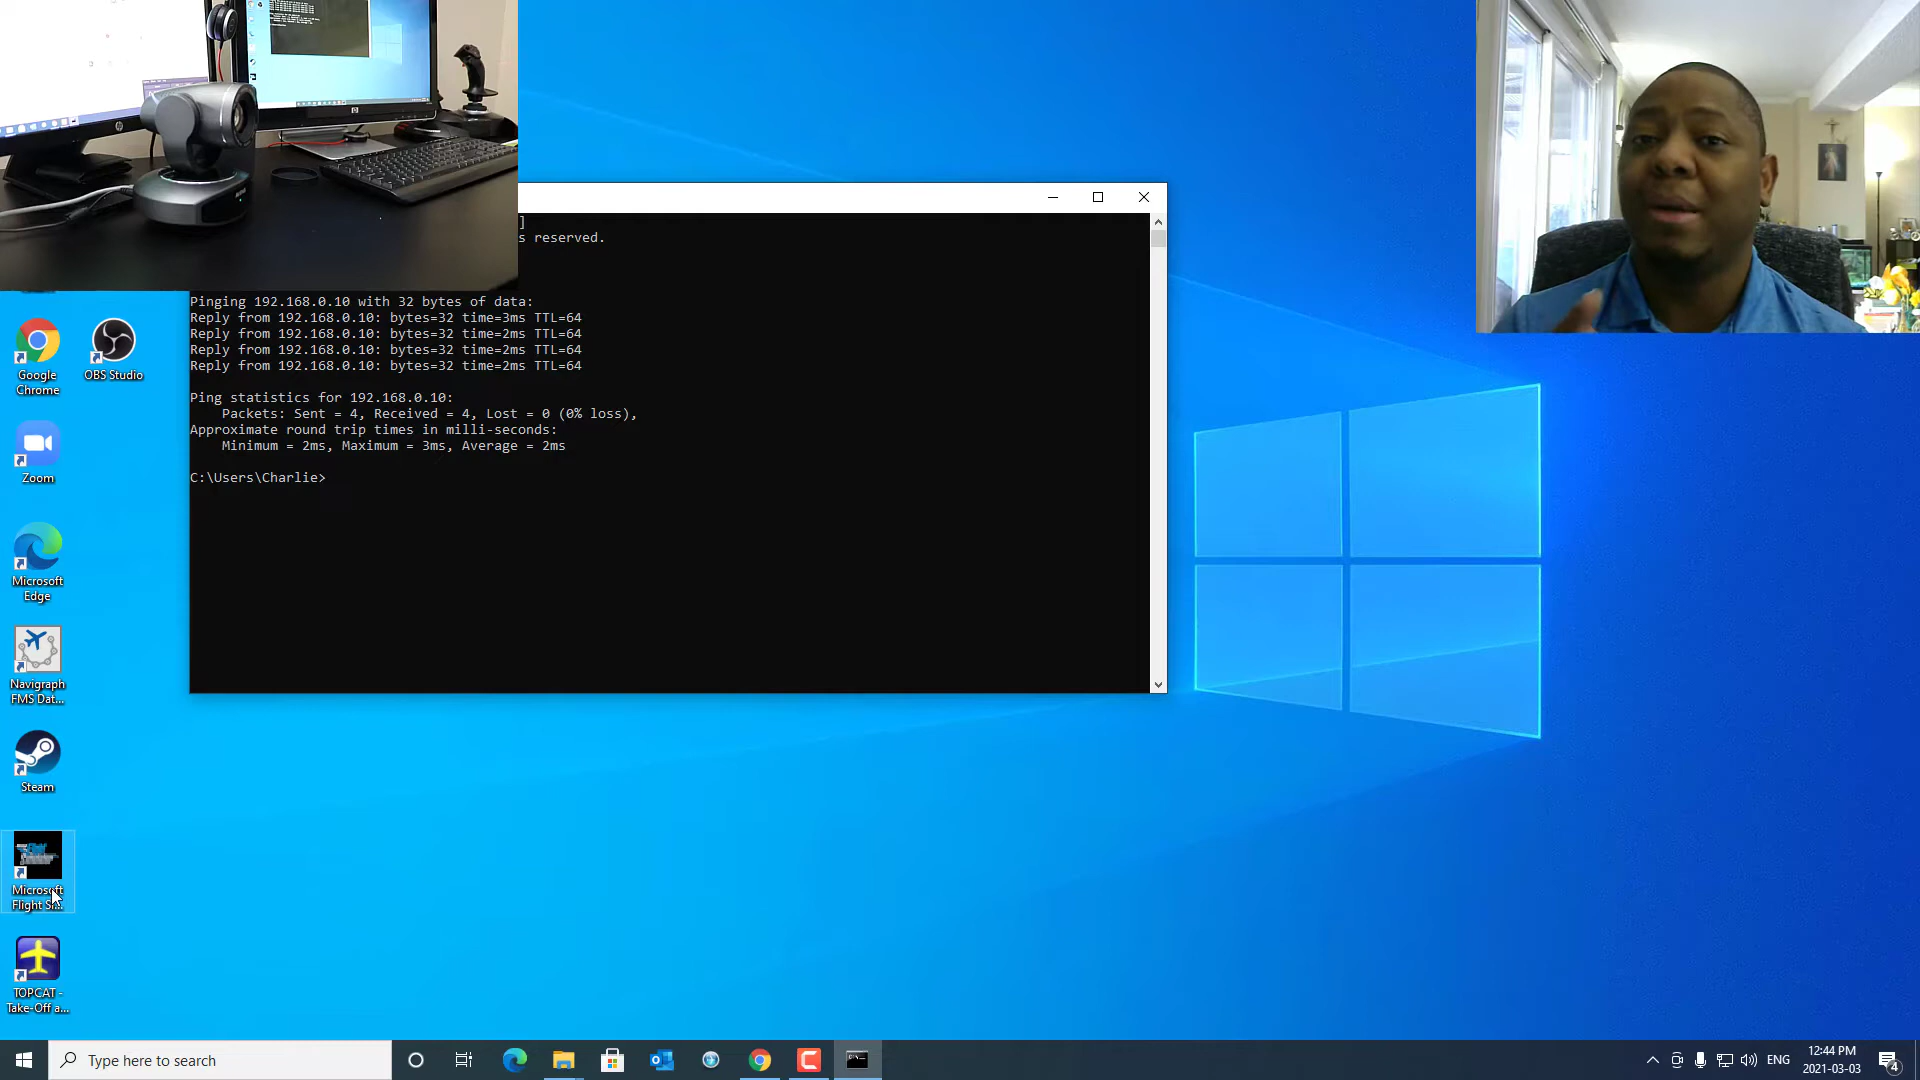 ]
s reserved.
Pinging 192.168.0.10 with 32 bytes of data:
Reply from 192.168.0.10: bytes=32 time=3ms TTL=64
Reply from 192.168.0.10: bytes=32 time=2ms TTL=64
Reply from 192.168.0.10: bytes=32 time=2ms TTL=64
Reply from 192.168.0.10: bytes=32 time=2ms TTL=64
Ping statistics for 192.168.0.10:
Packets: Sent = 4, Received = 4, Lost = 0 (0% loss),
Approximate round trip times in milli-seconds:
Minimum = 2ms, Maximum = 3ms, Average = 2ms
C:\Users\Charlie>
Google
Chrome
OBS Studio
Zoom
Microsoft
Edge
Navigraph
FMS Dat...
Steam
Microsoft
Flight Si...
TOPCAT -
Take-Off a...
Type here to search
ENG
12:44 PM
2021-03-03
4